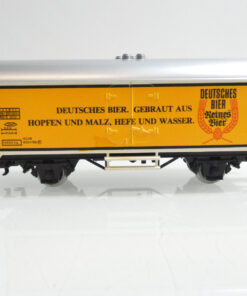 DEUTSCHES BIER. GEBRAUT AUS
HOPFEN UND MALZ, HEFE UND WASSER.
DEUTSCHES
BIER
Reines
Bier